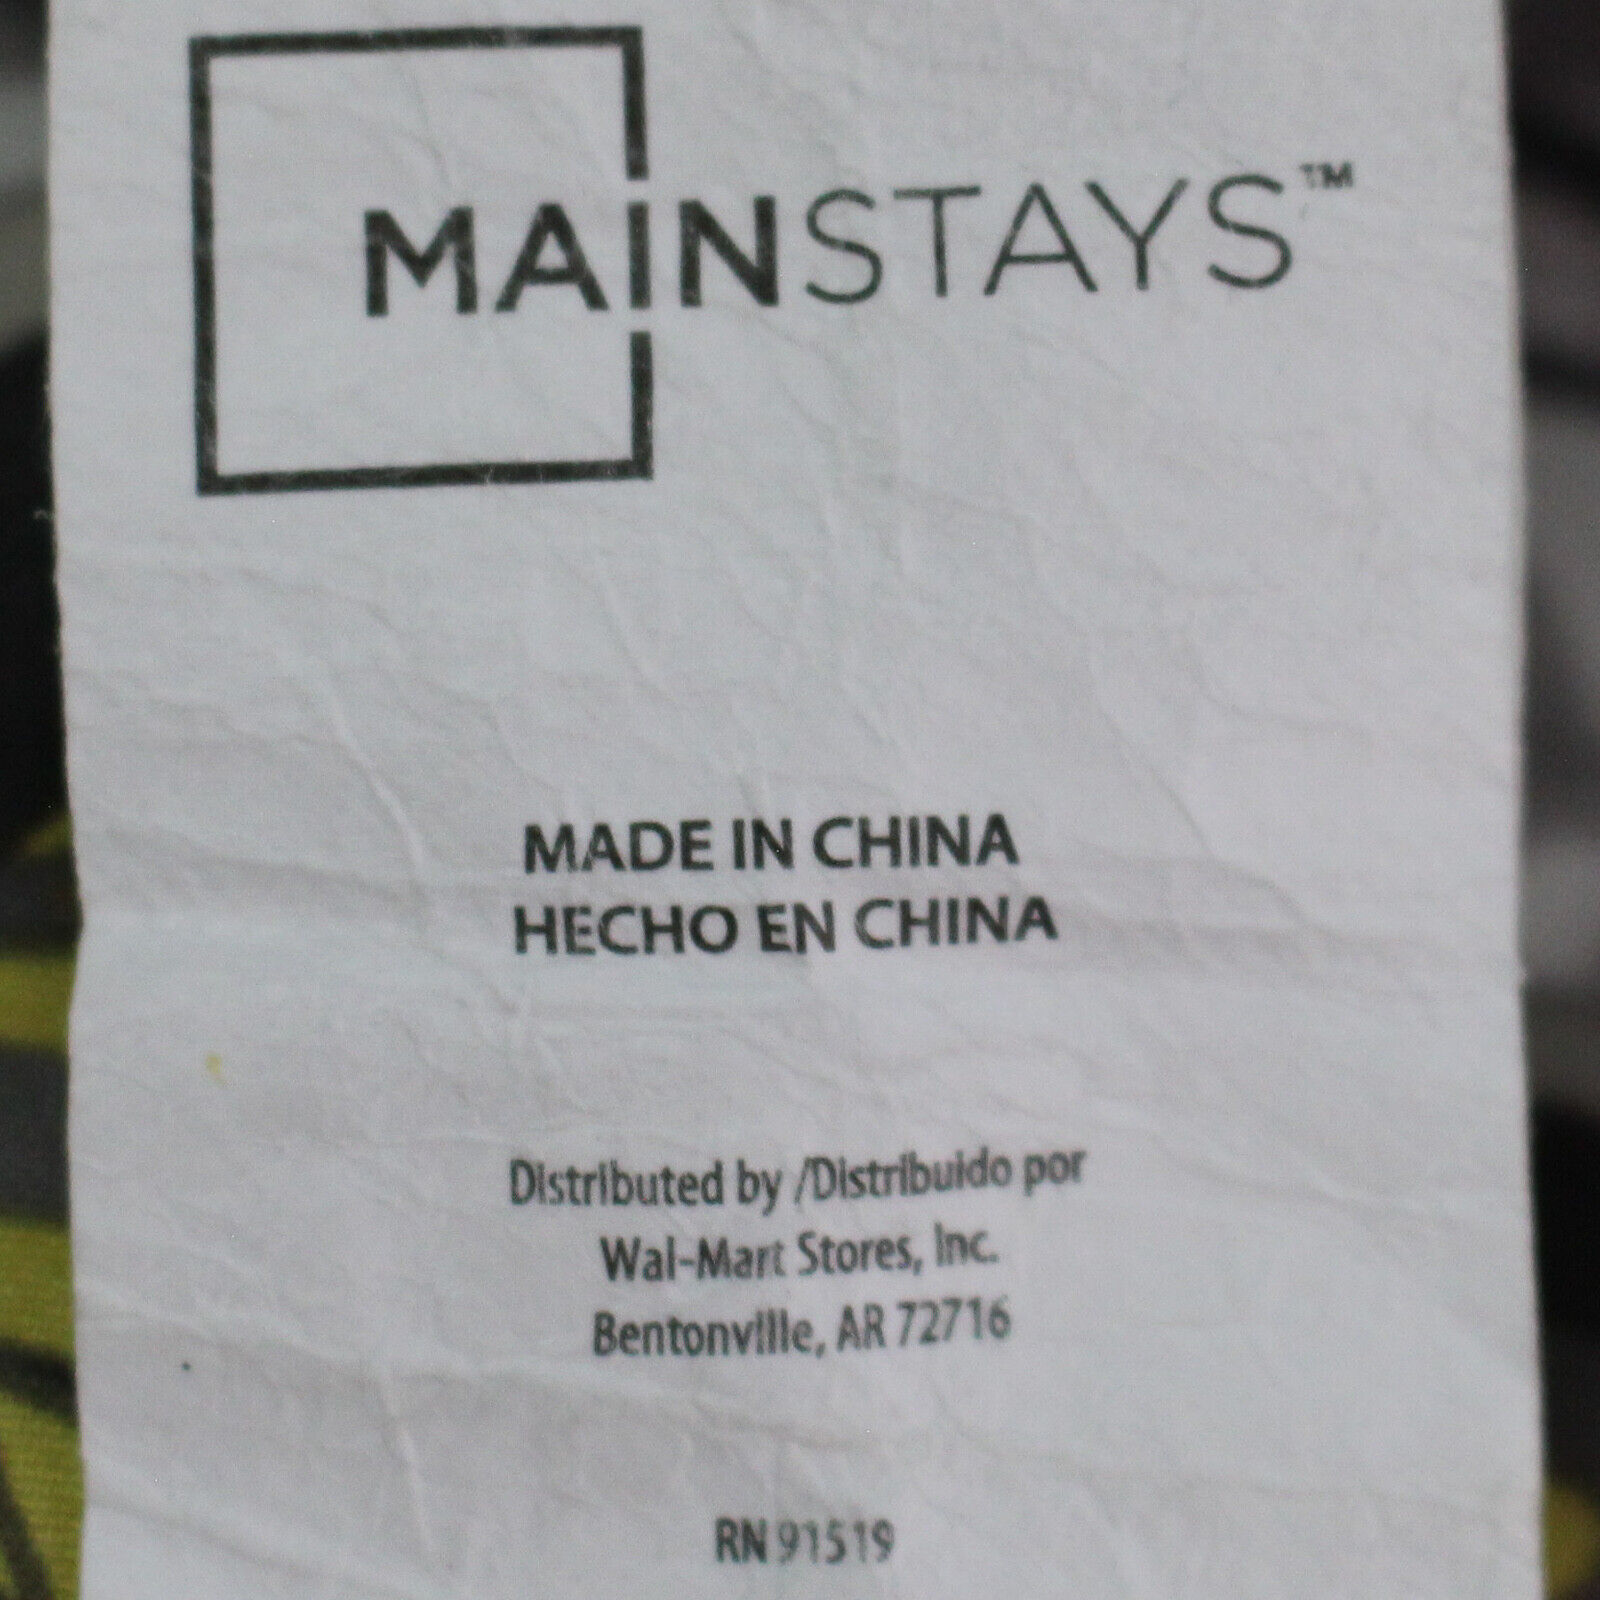 MAINSTAYS™
MADE IN CHINA
HECHO EN CHINA
Distributed by /Distribuido por
Wal-Mart Stores, Inc.
Bentonville, AR 72716
RN 91519